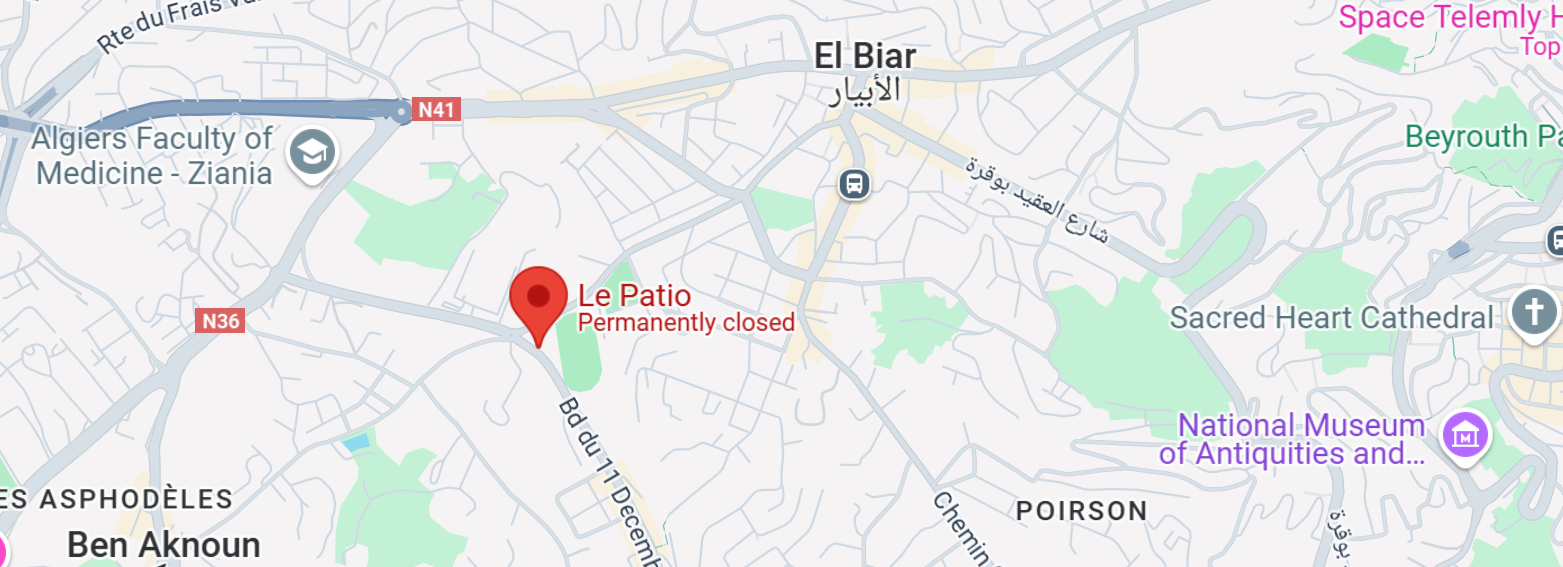 Rte du Frais Va
Space Telemly H
Top
El Biar
الأبيار
N41
Algiers Faculty of
Medicine - Ziania
Beyrouth Pa
شارع العقيد بوقرة
Le Patio
Permanently closed
N36
Sacred Heart Cathedral
National Museum
of Antiquities and...
Bd du 11 Decemb
ES ASPHODÈLES
Ben Aknoun
Chemin
POIRSON
بوقرة